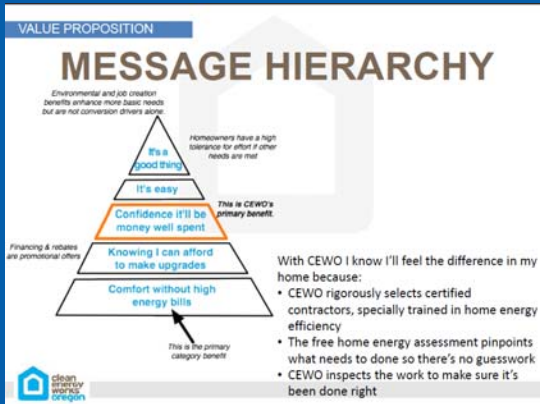 VALUE PROPOSITION
MESSAGE HIERARCHY
Environmental and job creation
benefits enhance more basic needs
but are not conversion drivers alone.
Homeowners have a high
tolerance for effort if other
needs are met
It's a
good thing
It's easy
This is CEWO's
primary benefit.
Confidence it'll be
money well spent
Financing & rebates
are promotional offers
Knowing I can afford
to make upgrades
Comfort without high
energy bills
This is the primary
category benefit
With CEWO I know I'll feel the difference in my
home because:
• CEWO rigorously selects certified
contractors, specially trained in home energy
efficiency
• The free home energy assessment pinpoints
what needs to done so there's no guesswork
• CEWO inspects the work to make sure it's
been done right
clean
energy
works
oregon